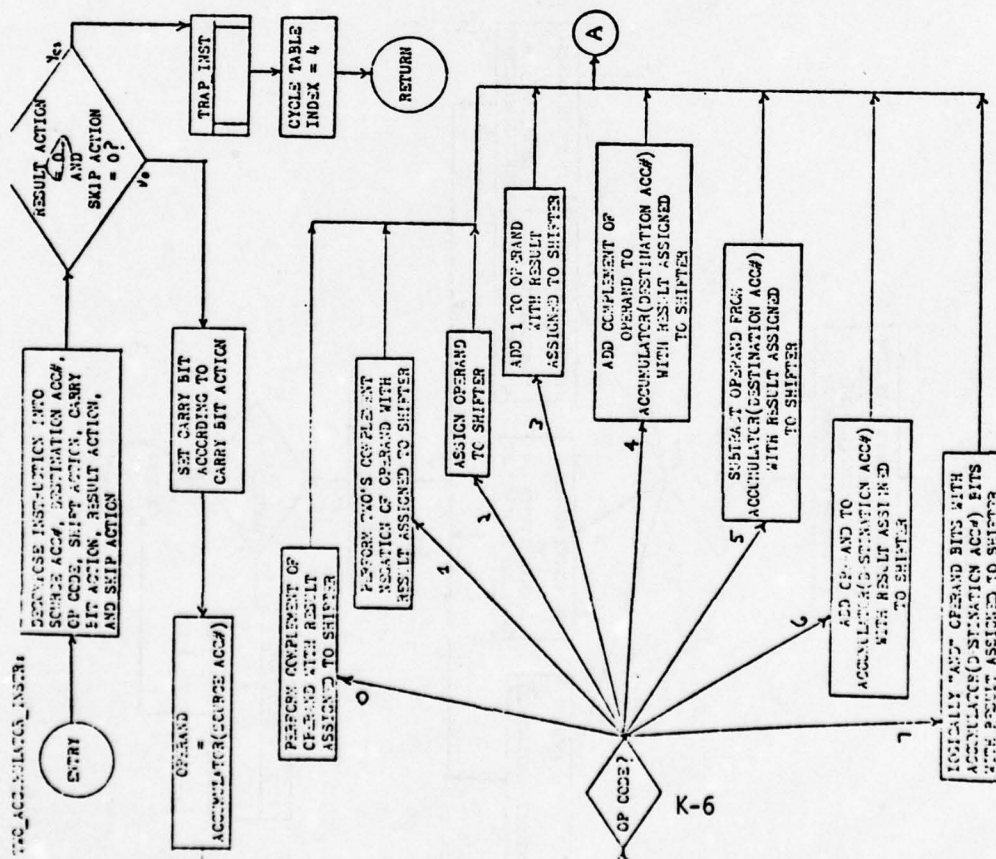 ENTRY
SOURCE ACC#, DESTINATION ACC#,
OP CODE, SHIFT ACTION, CARRY
BIT ACTION, RESULT ACTION,
AND SKIP ACTION
RESULT ACTION
= 0
AND
SKIP ACTION
= 0?
Yes
No
TRAP INST
CYCLE TABLE
INDEX = 4
RETURN
SET CARRY BIT
ACCORDING TO
CARRY BIT ACTION
OPERAND
=
ACCUMULATOR(SOURCE ACC#)
OP CODE?
0
PERFORM COMPLEMENT OF
OPERAND WITH RESULT
ASSIGNED TO SHIFTER
1
PERFORM TWO'S COMPLEMENT
NEGATION OF OPERAND WITH
RESULT ASSIGNED TO SHIFTER
2
ASSIGN OPERAND
TO SHIFTER
3
ADD 1 TO OPERAND
WITH RESULT
ASSIGNED TO SHIFTER
4
ADD COMPLEMENT OF
OPERAND TO
ACCUMULATOR(DESTINATION ACC#)
WITH RESULT ASSIGNED
TO SHIFTER
5
SUBTRACT OPERAND FROM
ACCUMULATOR(DESTINATION ACC#)
WITH RESULT ASSIGNED
TO SHIFTER
6
ADD OPERAND TO
ACCUMULATOR(DESTINATION ACC#)
WITH RESULT ASSIGNED
TO SHIFTER
7
LOGICALLY "AND" OPERAND BITS WITH
ACCUMULATOR(DESTINATION ACC#) BITS
WITH RESULT ASSIGNED TO SHIFTER
A
K-6